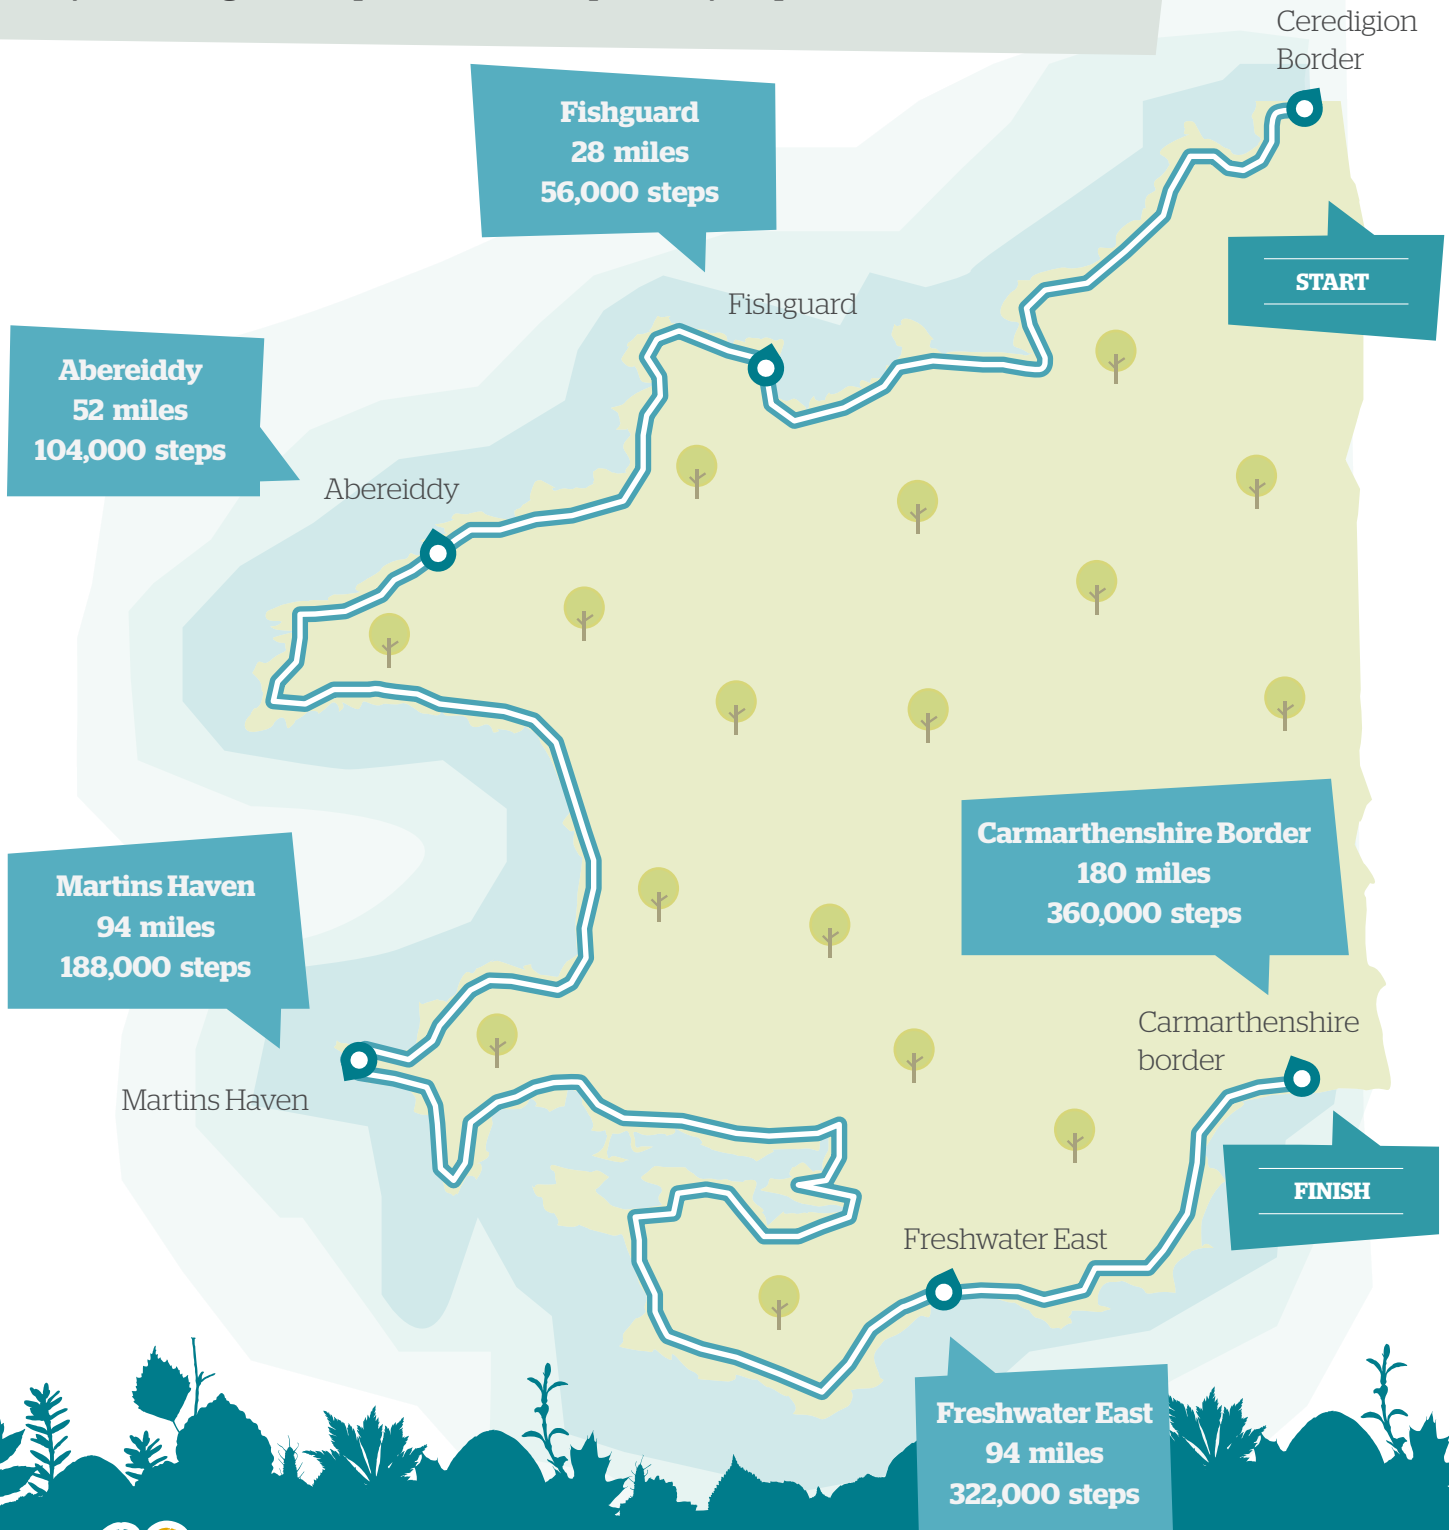 Ceredigion
Border
Fishguard
28 miles
56,000 steps
START
Fishguard
Abereiddy
52 miles
104,000 steps
Abereiddy
Carmarthenshire Border
180 miles
360,000 steps
Martins Haven
94 miles
188,000 steps
Carmarthenshire
border
Martins Haven
FINISH
Freshwater East
Freshwater East
94 miles
322,000 steps